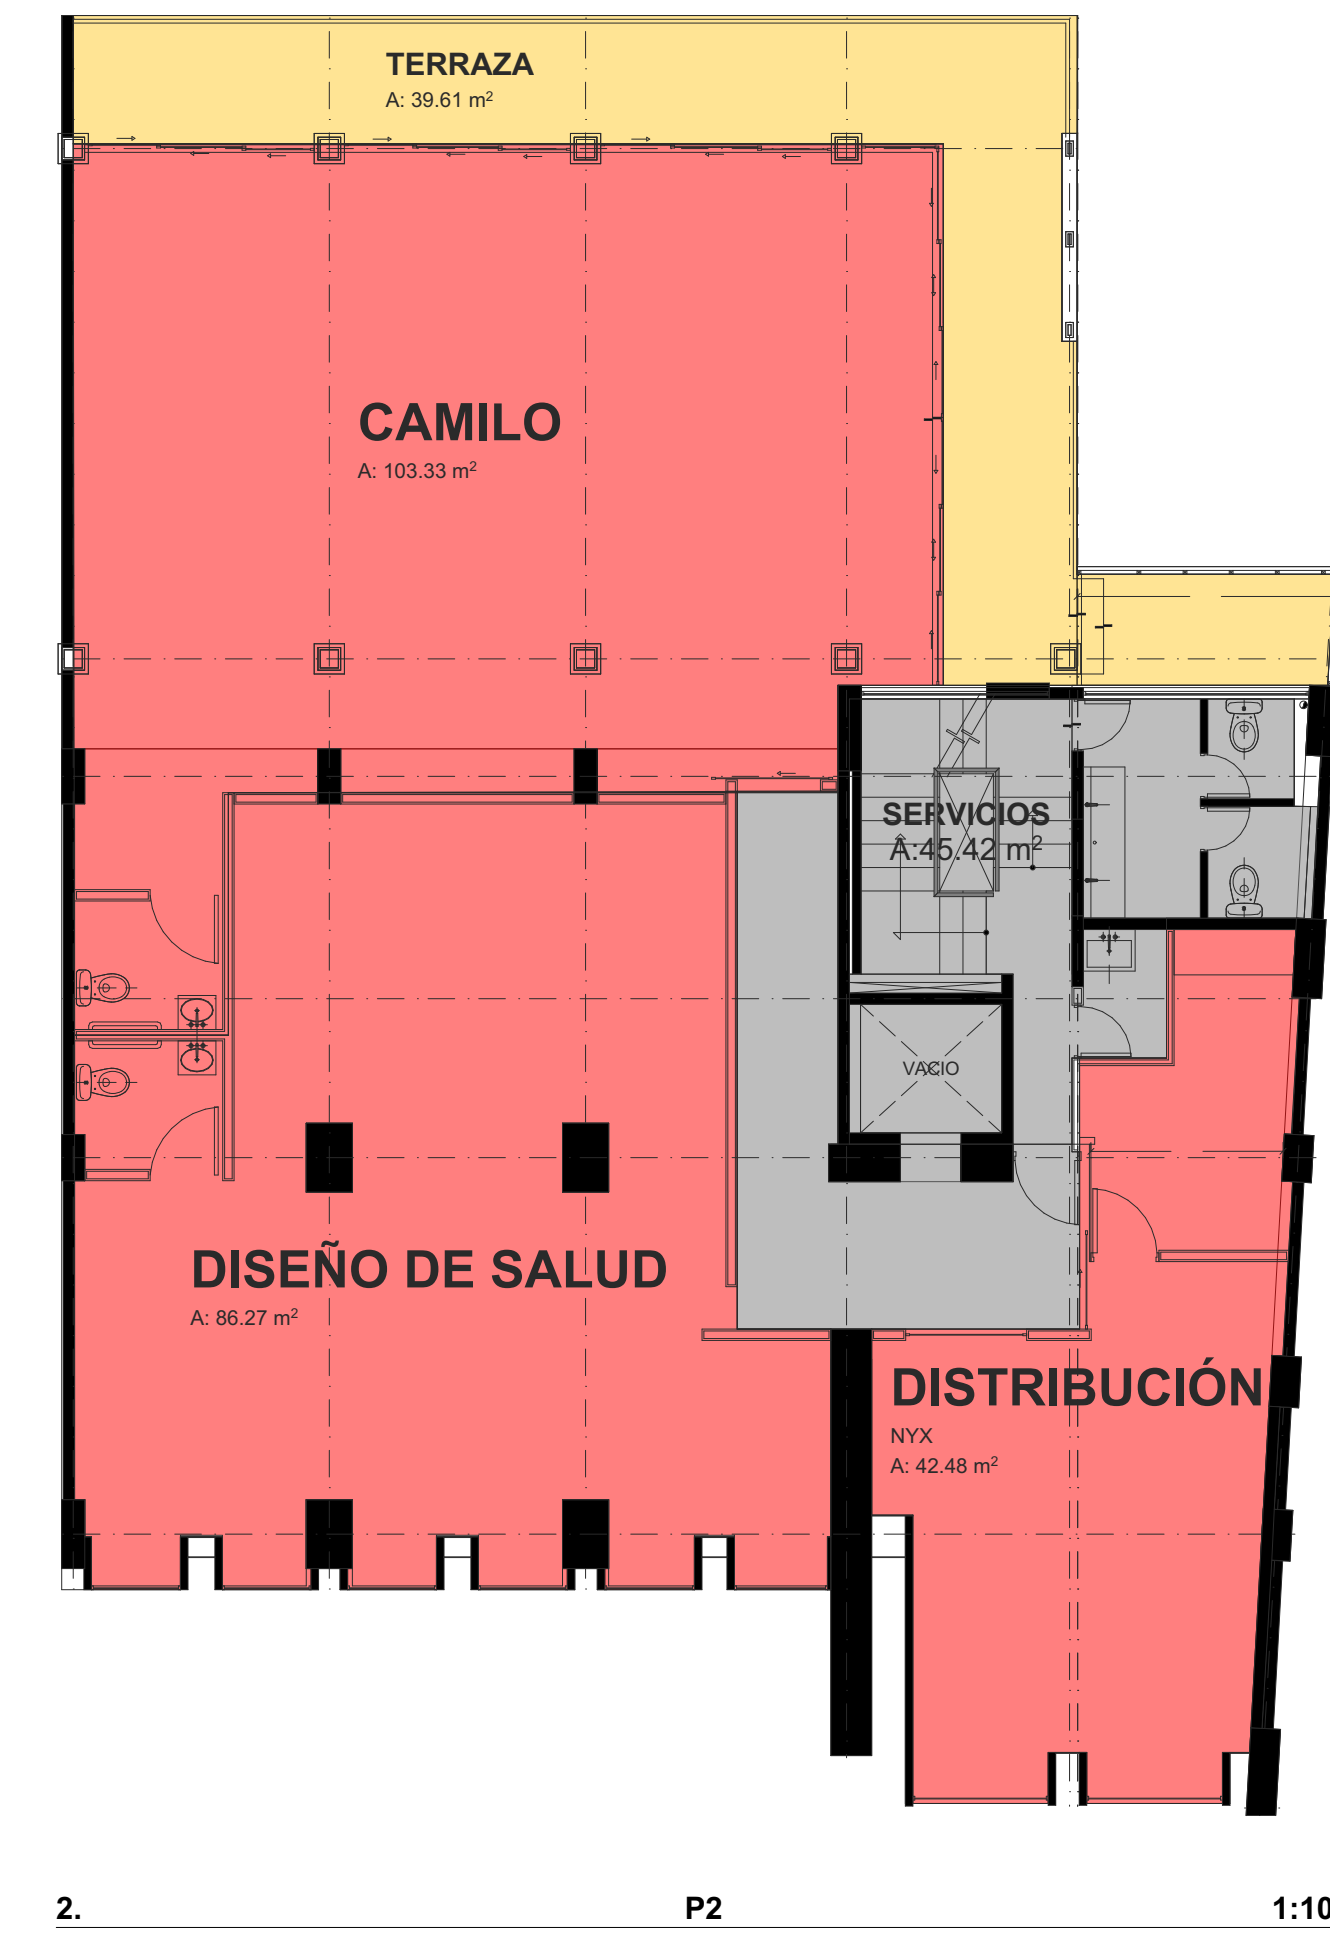 TERRAZA
A: 39.61 m²
CAMILO
A: 103.33 m²
SERVICIOS
A:45.42 m²
VACIO
DISEÑO DE SALUD
A: 86.27 m²
DISTRIBUCIÓN
NYX
A: 42.48 m²
2. P2 1:10